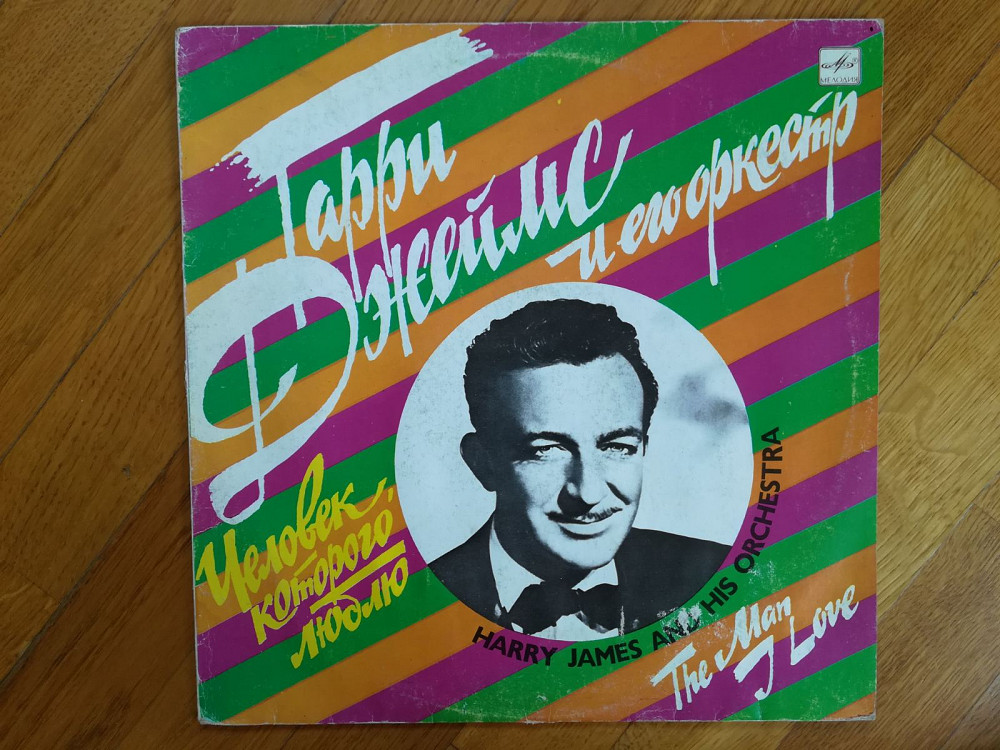 Гарри
Джеймс
и его оркестр
МЕЛОДИЯ
Человек,
которого
люблю
HARRY JAMES AND HIS ORCHESTRA
The Man
I Love